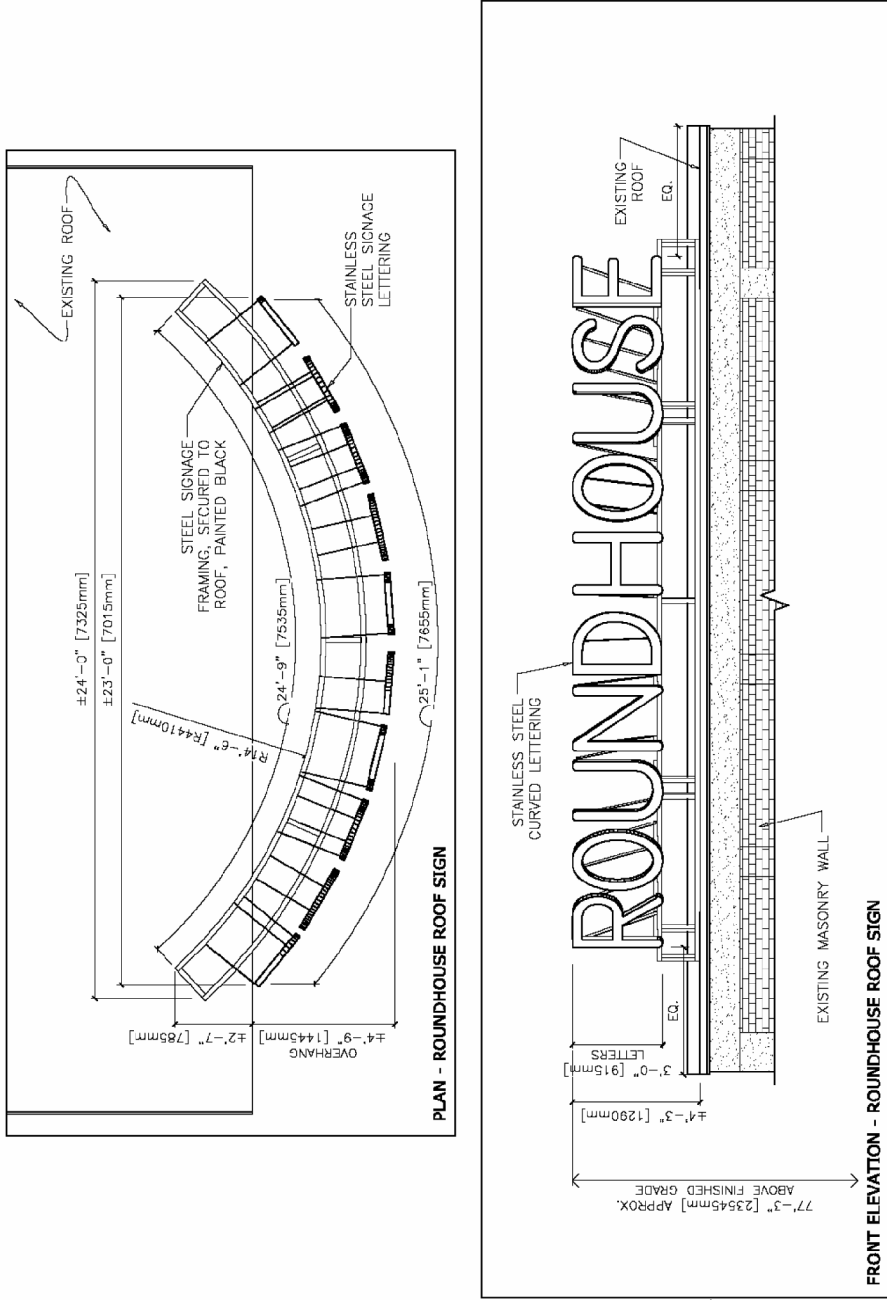 EXISTING ROOF
±24'-0" [7325mm]
±23'-0" [7015mm]
STEEL SIGNAGE
FRAMING, SECURED TO
ROOF, PAINTED BLACK
STAINLESS
STEEL SIGNAGE
LETTERING
R14'-6" [R4410mm]
24'-9" [7535mm]
25'-1" [7655mm]
±2'-7" [785mm]
±4'-9" [1445mm]
OVERHANG
PLAN - ROUNDHOUSE ROOF SIGN
STAINLESS STEEL
CURVED LETTERING
EXISTING
ROOF
EQ.
ROUNDHOUSE
EQ.
3'-0" [915mm]
LETTERS
±4'-3" [1290mm]
77'-3" [23545mm] APPROX.
ABOVE FINISHED GRADE
EXISTING MASONRY WALL
FRONT ELEVATION - ROUNDHOUSE ROOF SIGN